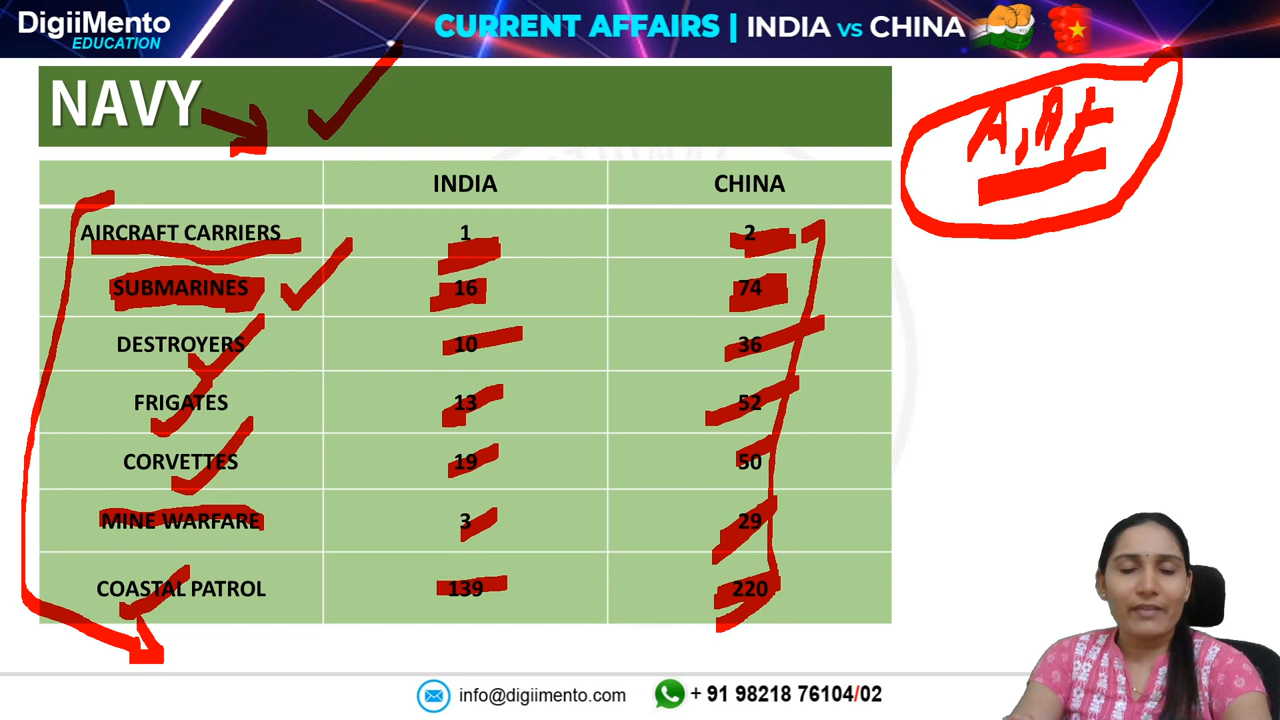 DigiiMento
EDUCATION
CURRENT AFFAIRS | INDIA vs CHINA
NAVY
INDIA CHINA
AIRCRAFT CARRIERS 1 2
SUBMARINES 16 74
DESTROYERS 10 36
FRIGATES 13 52
CORVETTES 19 50
MINE WARFARE 3 29
COASTAL PATROL 139 220
info@digiimento.com + 91 98218 76104/02